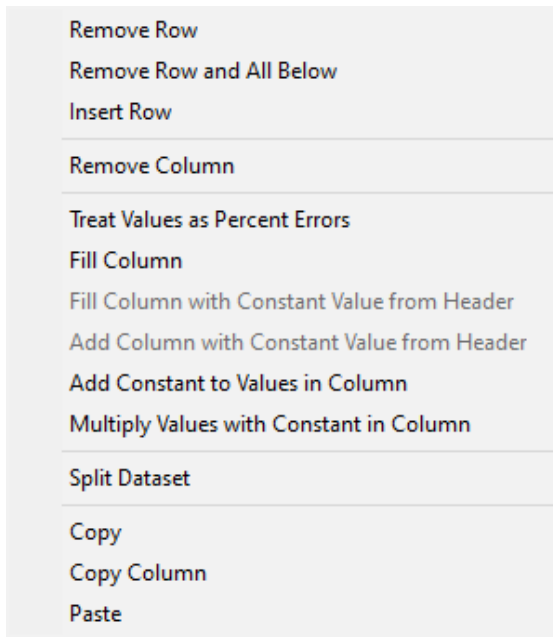 Remove Row
Remove Row and All Below
Insert Row
Remove Column
Treat Values as Percent Errors
Fill Column
Fill Column with Constant Value from Header
Add Column with Constant Value from Header
Add Constant to Values in Column
Multiply Values with Constant in Column
Split Dataset
Copy
Copy Column
Paste